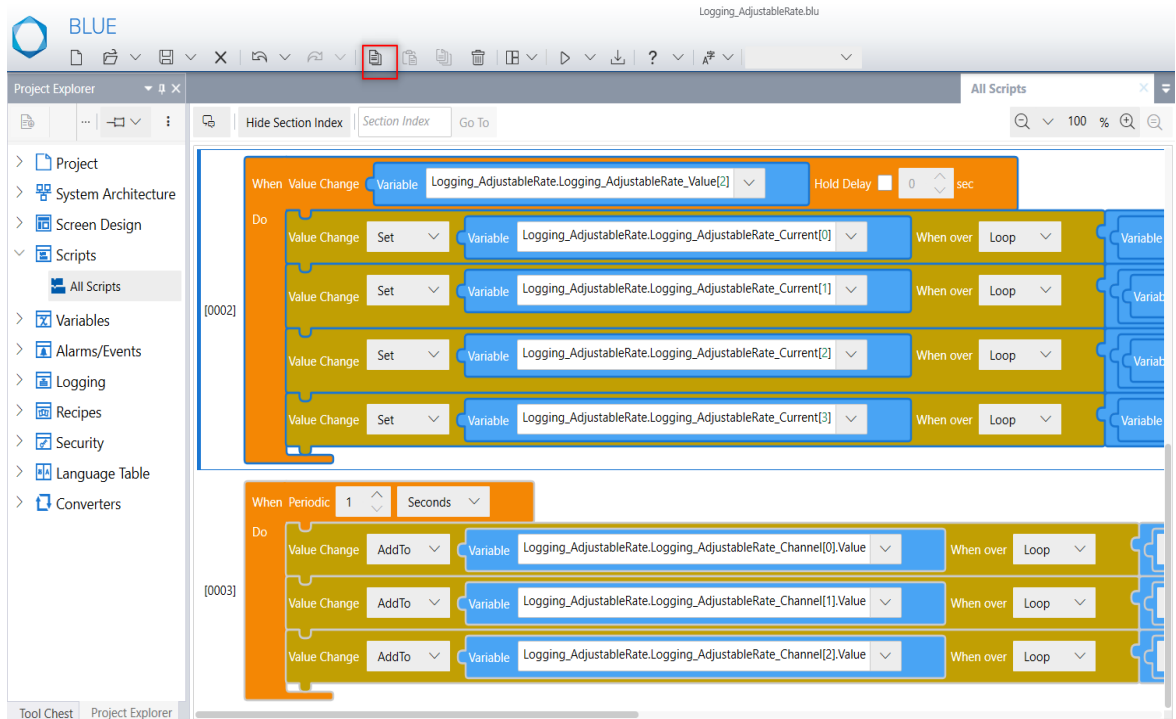 Logging_AdjustableRate.blu
BLUE
Project Explorer
All Scripts
Hide Section Index
Section Index
Go To
100 %
Project
System Architecture
Screen Design
Scripts
All Scripts
Variables
Alarms/Events
Logging
Recipes
Security
Language Table
Converters
Tool Chest
Project Explorer
[0002]
When Value Change Variable Logging_AdjustableRate.Logging_AdjustableRate_Value[2] Hold Delay 0 sec
Do
Value Change Set Variable Logging_AdjustableRate.Logging_AdjustableRate_Current[0] When over Loop Variable
Value Change Set Variable Logging_AdjustableRate.Logging_AdjustableRate_Current[1] When over Loop Variab
Value Change Set Variable Logging_AdjustableRate.Logging_AdjustableRate_Current[2] When over Loop Variab
Value Change Set Variable Logging_AdjustableRate.Logging_AdjustableRate_Current[3] When over Loop Variable
[0003]
When Periodic 1 Seconds
Do
Value Change AddTo Variable Logging_AdjustableRate.Logging_AdjustableRate_Channel[0].Value When over Loop
Value Change AddTo Variable Logging_AdjustableRate.Logging_AdjustableRate_Channel[1].Value When over Loop
Value Change AddTo Variable Logging_AdjustableRate.Logging_AdjustableRate_Channel[2].Value When over Loop